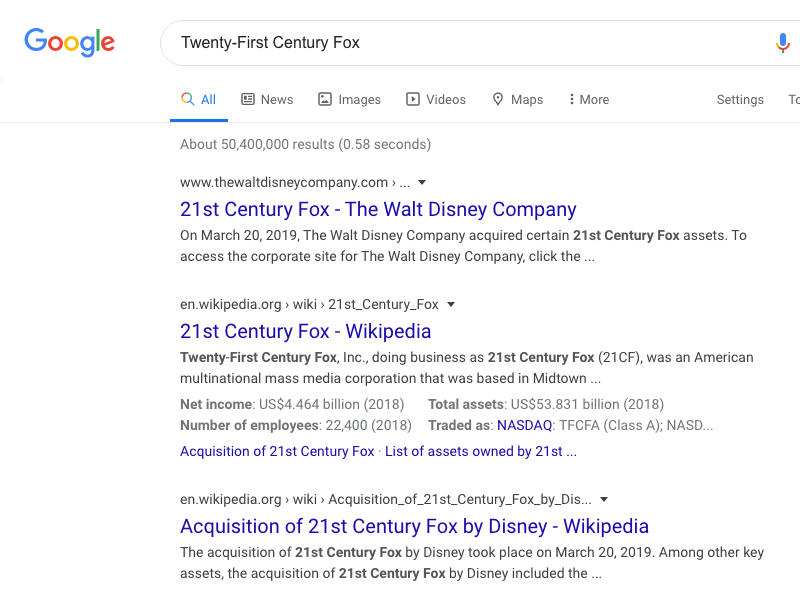 Google
Twenty-First Century Fox
All News Images Videos Maps More Settings To
About 50,400,000 results (0.58 seconds)
www.thewaltdisneycompany.com › ...
21st Century Fox - The Walt Disney Company
On March 20, 2019, The Walt Disney Company acquired certain 21st Century Fox assets. To
access the corporate site for The Walt Disney Company, click the ...
en.wikipedia.org › wiki › 21st_Century_Fox
21st Century Fox - Wikipedia
Twenty-First Century Fox, Inc., doing business as 21st Century Fox (21CF), was an American
multinational mass media corporation that was based in Midtown ...
Net income: US$4.464 billion (2018) Total assets: US$53.831 billion (2018)
Number of employees: 22,400 (2018) Traded as: NASDAQ: TFCFA (Class A); NASD...
Acquisition of 21st Century Fox · List of assets owned by 21st ...
en.wikipedia.org › wiki › Acquisition_of_21st_Century_Fox_by_Dis...
Acquisition of 21st Century Fox by Disney - Wikipedia
The acquisition of 21st Century Fox by Disney took place on March 20, 2019. Among other key
assets, the acquisition of 21st Century Fox by Disney included the ...